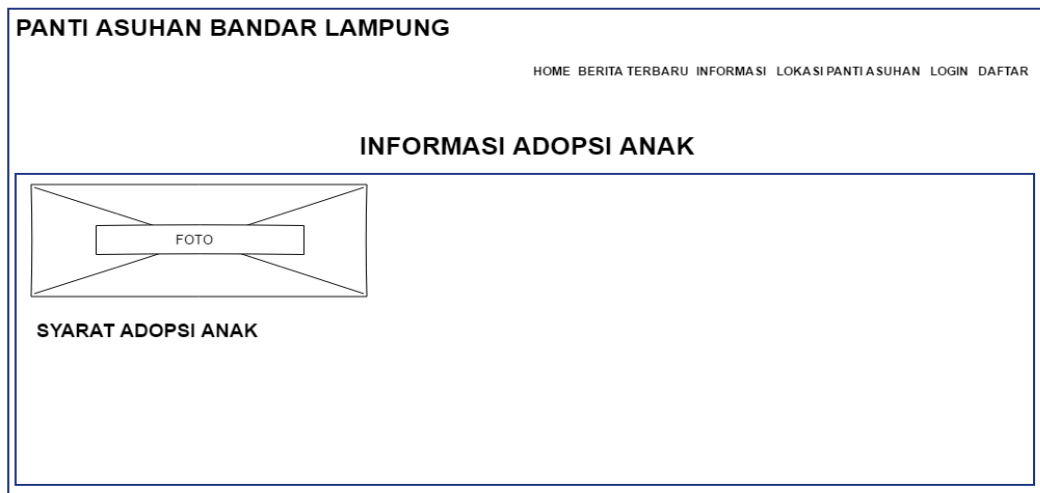 PANTI ASUHAN BANDAR LAMPUNG
HOME BERITA TERBARU INFORMASI LOKASI PANTI ASUHAN LOGIN DAFTAR
INFORMASI ADOPSI ANAK
FOTO
SYARAT ADOPSI ANAK